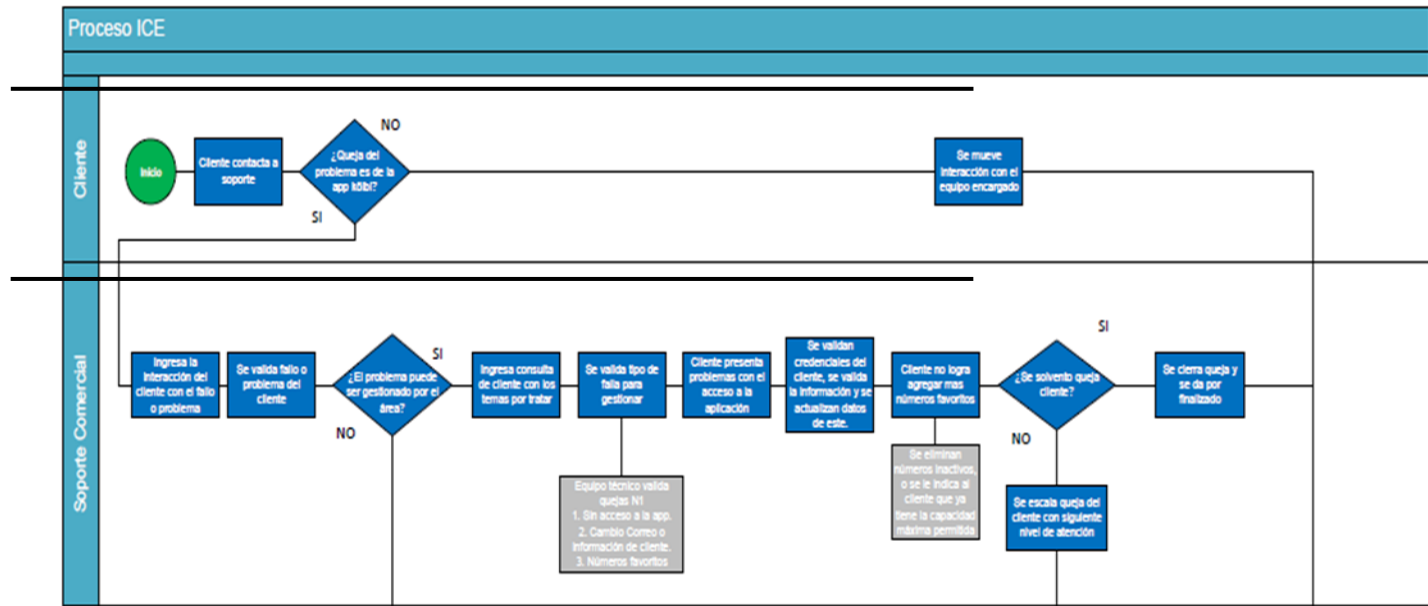 Proceso ICE
Cliente
Inicio
Cliente contacta a
soporte
¿Queja del
problema es de la
app kölbi?
NO
SI
Se mueve
interacción con el
equipo encargado
Soporte Comercial
Ingresa la
interacción del
cliente con el fallo
o problema
Se valida fallo o
problema del
cliente
¿El problema puede
ser gestionado por el
área?
SI
NO
Ingresa consulta
de cliente con los
temas por tratar
Se valida tipo de
falla para
gestionar
Equipo técnico valida
quejas N1
1. Sin acceso a la app.
2. Cambio Correo o
información de cliente.
3. Números favoritos
Cliente presenta
problemas con el
acceso a la
aplicación
Se validan
credenciales del
cliente, se valida
la información y se
actualizan datos
de este.
Cliente no logra
agregar mas
números favoritos
Se eliminan
números inactivos,
o se le indica al
cliente que ya
tiene la capacidad
máxima permitida
¿Se solvento queja
cliente?
SI
NO
Se cierra queja y
se da por
finalizado
Se escala queja del
cliente con siguiente
nivel de atención